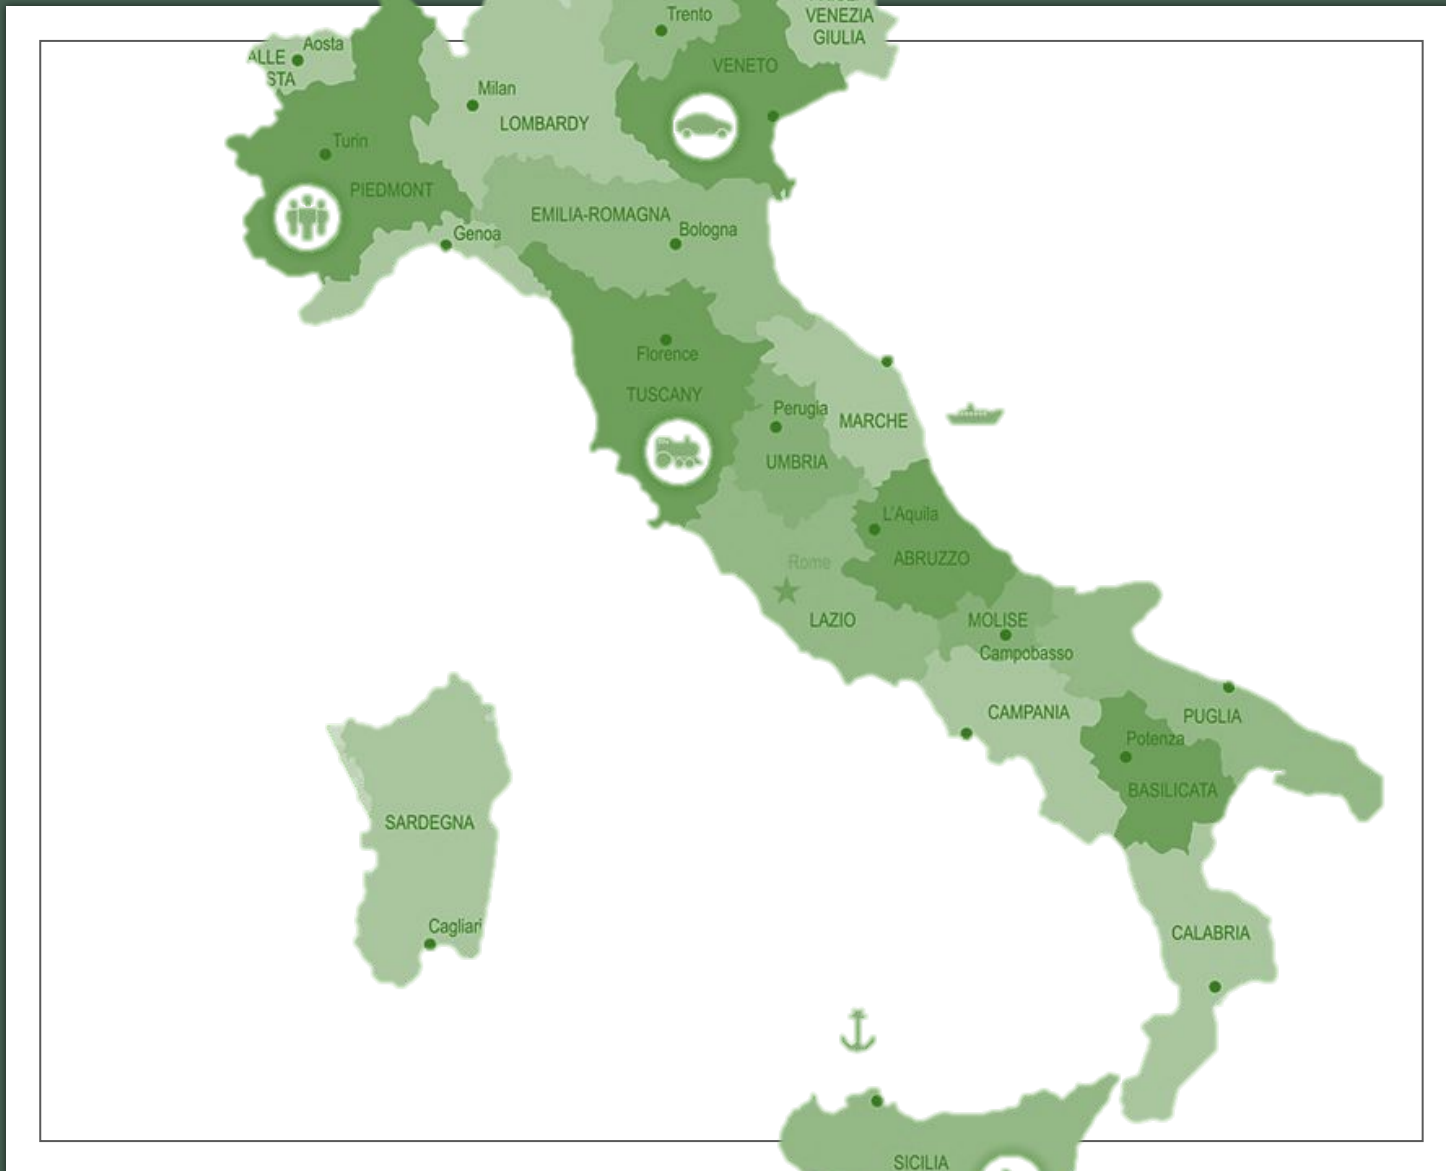 Trento
VENEZIA
GIULIA
Aosta
ALLE
STA
VENETO
Milan
LOMBARDY
Turin
PIEDMONT
EMILIA-ROMAGNA
Genoa
Bologna
Florence
TUSCANY
Perugia
MARCHE
UMBRIA
L'Aquila
ABRUZZO
Rome
LAZIO
MOLISE
Campobasso
CAMPANIA
PUGLIA
Potenza
BASILICATA
SARDEGNA
Cagliari
CALABRIA
SICILIA